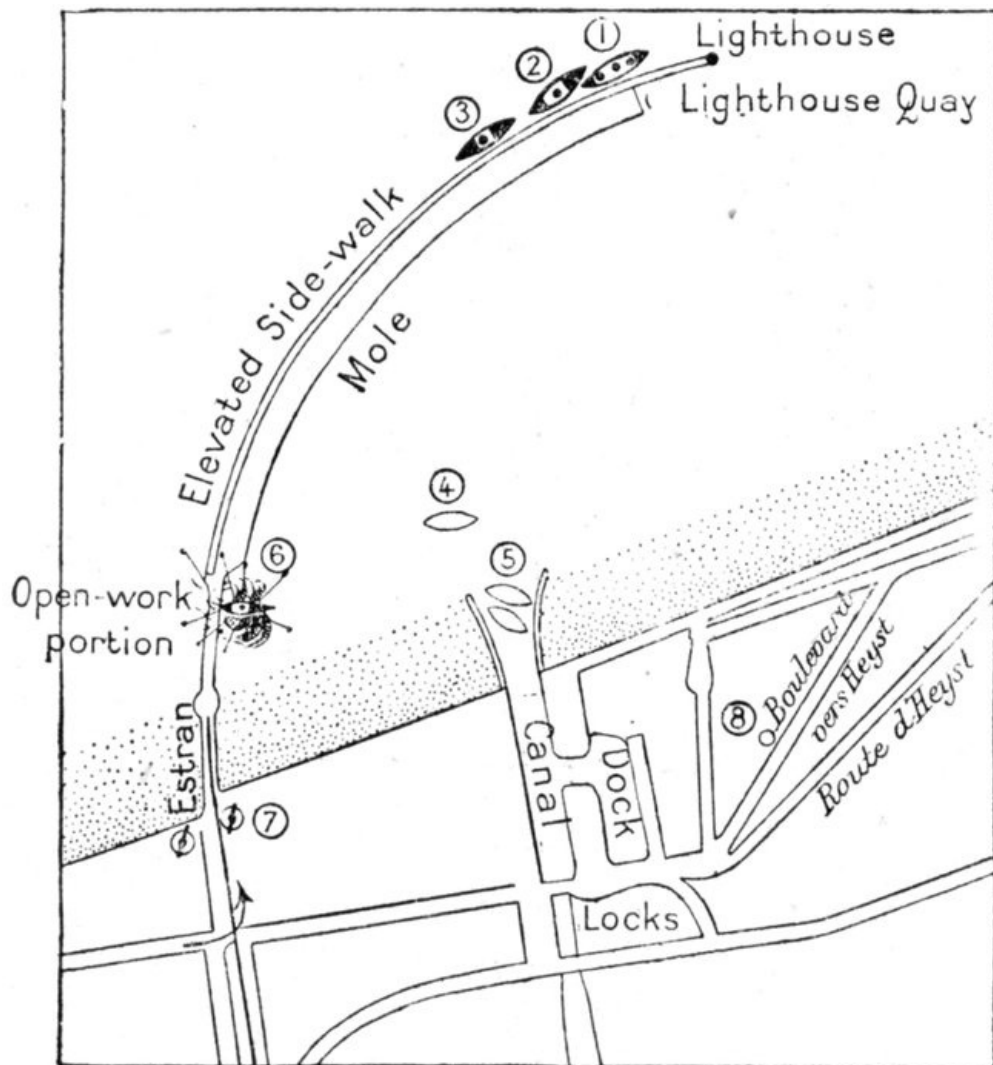 ①
Lighthouse
②
Lighthouse Quay
③
Elevated Side-walk
Mole
④
⑤
⑥
Open-work
portion
Boulevard
vers Heyst
⑧
Route d'Heyst
Estran
Canal
Dock
⑦
Locks